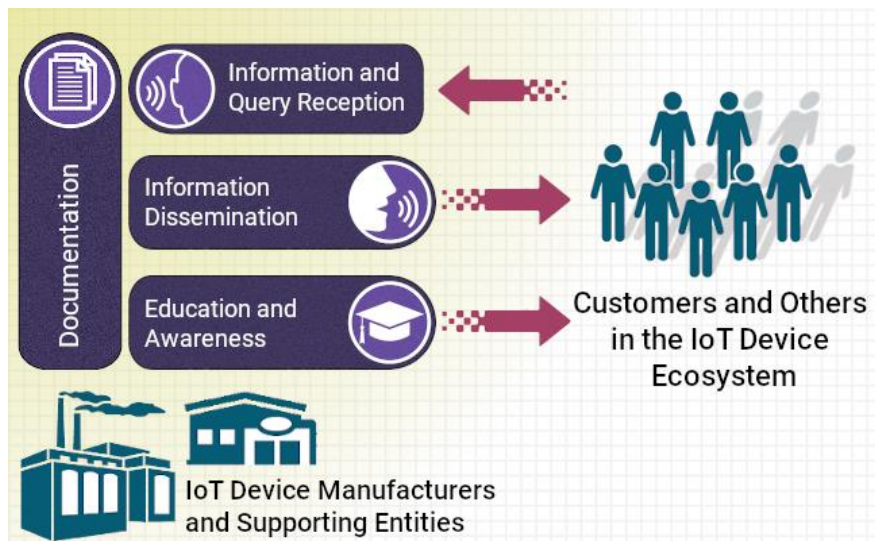 Documentation
Information and
Query Reception
Information
Dissemination
Education and
Awareness
Customers and Others
in the IoT Device
Ecosystem
IoT Device Manufacturers
and Supporting Entities